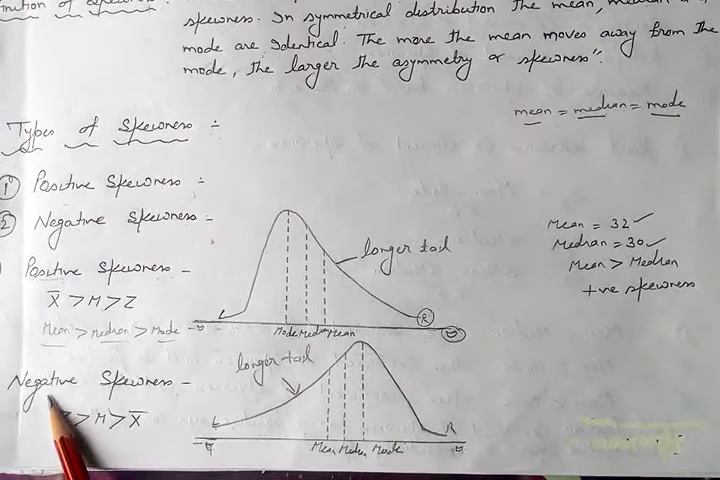 skewness. In symmetrical distribution the mean, median
mode are Identical. The more the mean moves away from the
mode, the larger the asymmetry or skewness".
mean = median = mode
Types of Skewness :-
① Positive Skewness :-
② Negative Skewness :-
Positive Skewness -
X̄ > M > Z
Mean > Median > Mode
longer tail
L
R
Mode Median Mean
Mean = 32 ✓
Median = 30 ✓
Mean > Median
+ve skewness
Negative Skewness -
> M > X̄
longer tail
L
R
Mean Median Mode